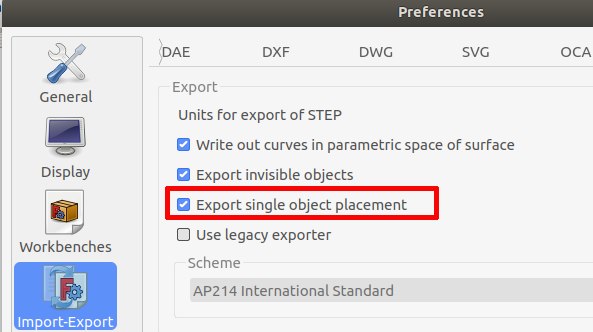 Preferences
DAE DXF DWG SVG OCA
General
Display
Workbenches
Import-Export
Export
Units for export of STEP
Write out curves in parametric space of surface
Export invisible objects
Export single object placement
Use legacy exporter
Scheme
AP214 International Standard